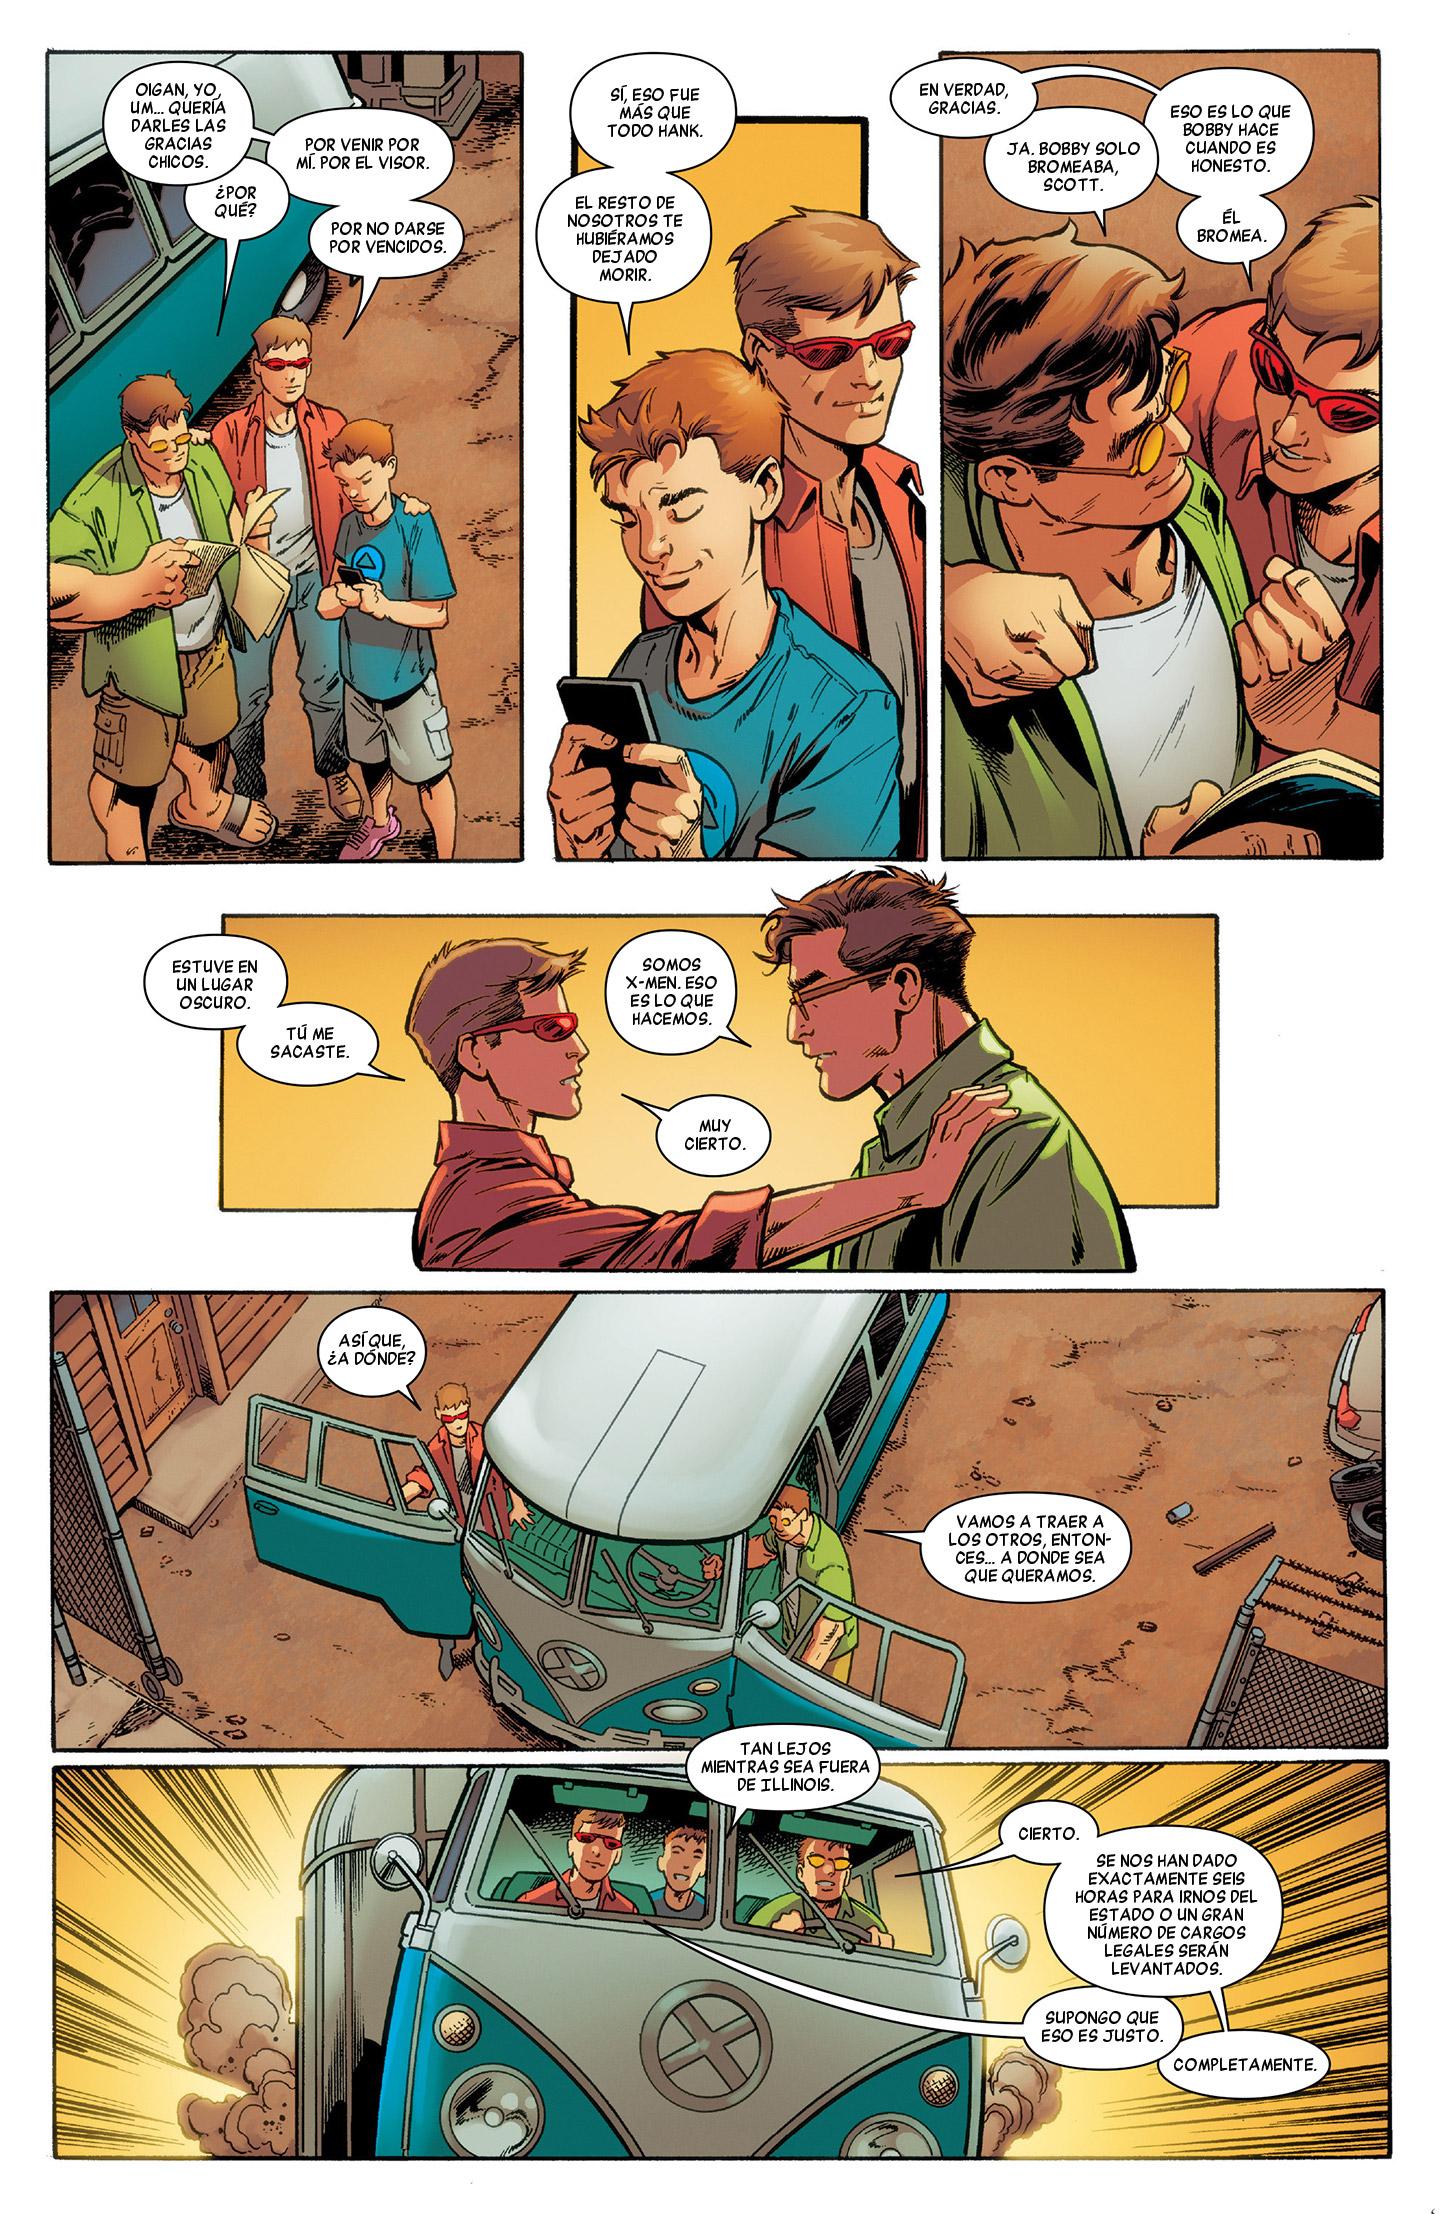 OIGAN, YO,
UM... QUERÍA
DARLES LAS
GRACIAS
CHICOS.
¿POR
QUÉ?
POR VENIR POR
MÍ. POR EL VISOR.
POR NO DARSE
POR VENCIDOS.
SÍ, ESO FUE
MÁS QUE
TODO HANK.
EL RESTO DE
NOSOTROS TE
HUBIÉRAMOS
DEJADO
MORIR.
EN VERDAD,
GRACIAS.
JA. BOBBY SOLO
BROMEABA,
SCOTT.
ESO ES LO QUE
BOBBY HACE
CUANDO ES
HONESTO.
ÉL
BROMEA.
ESTUVE EN
UN LUGAR
OSCURO.
TÚ ME
SACASTE.
SOMOS
X-MEN. ESO
ES LO QUE
HACEMOS.
MUY
CIERTO.
ASÍ QUE,
¿A DÓNDE?
VAMOS A TRAER A
LOS OTROS, ENTON-
CES... A DONDE SEA
QUE QUERAMOS.
TAN LEJOS
MIENTRAS SEA FUERA
DE ILLINOIS.
CIERTO.
SE NOS HAN DADO
EXACTAMENTE SEIS
HORAS PARA IRNOS DEL
ESTADO O UN GRAN
NÚMERO DE CARGOS
LEGALES SERÁN
LEVANTADOS.
SUPONGO QUE
ESO ES JUSTO.
COMPLETAMENTE.